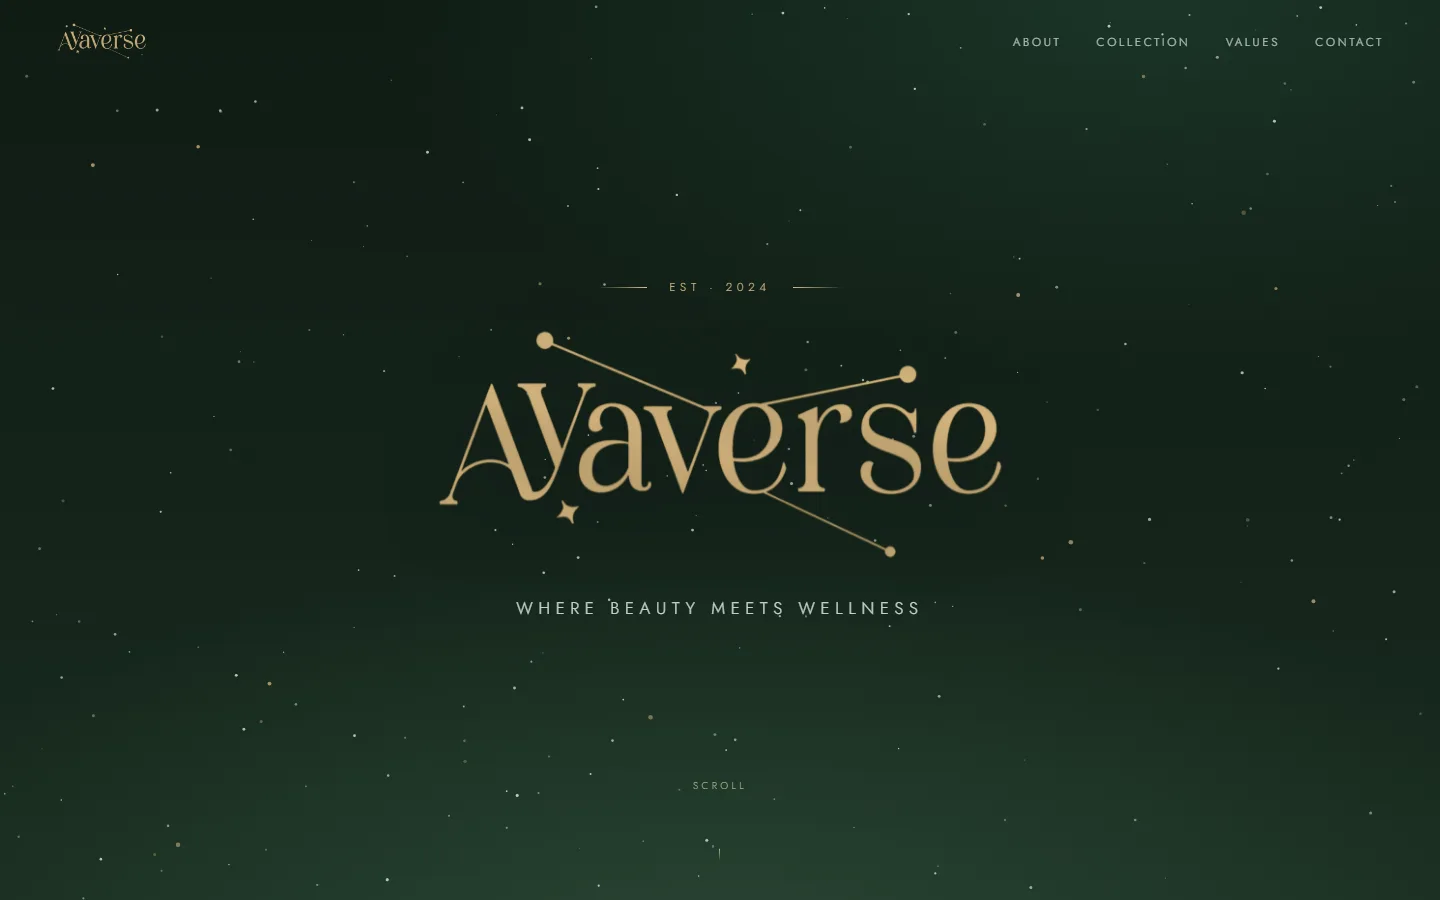 AYaverse
ABOUT COLLECTION VALUES CONTACT
EST · 2024
AYaverse
WHERE BEAUTY MEETS WELLNESS
SCROLL